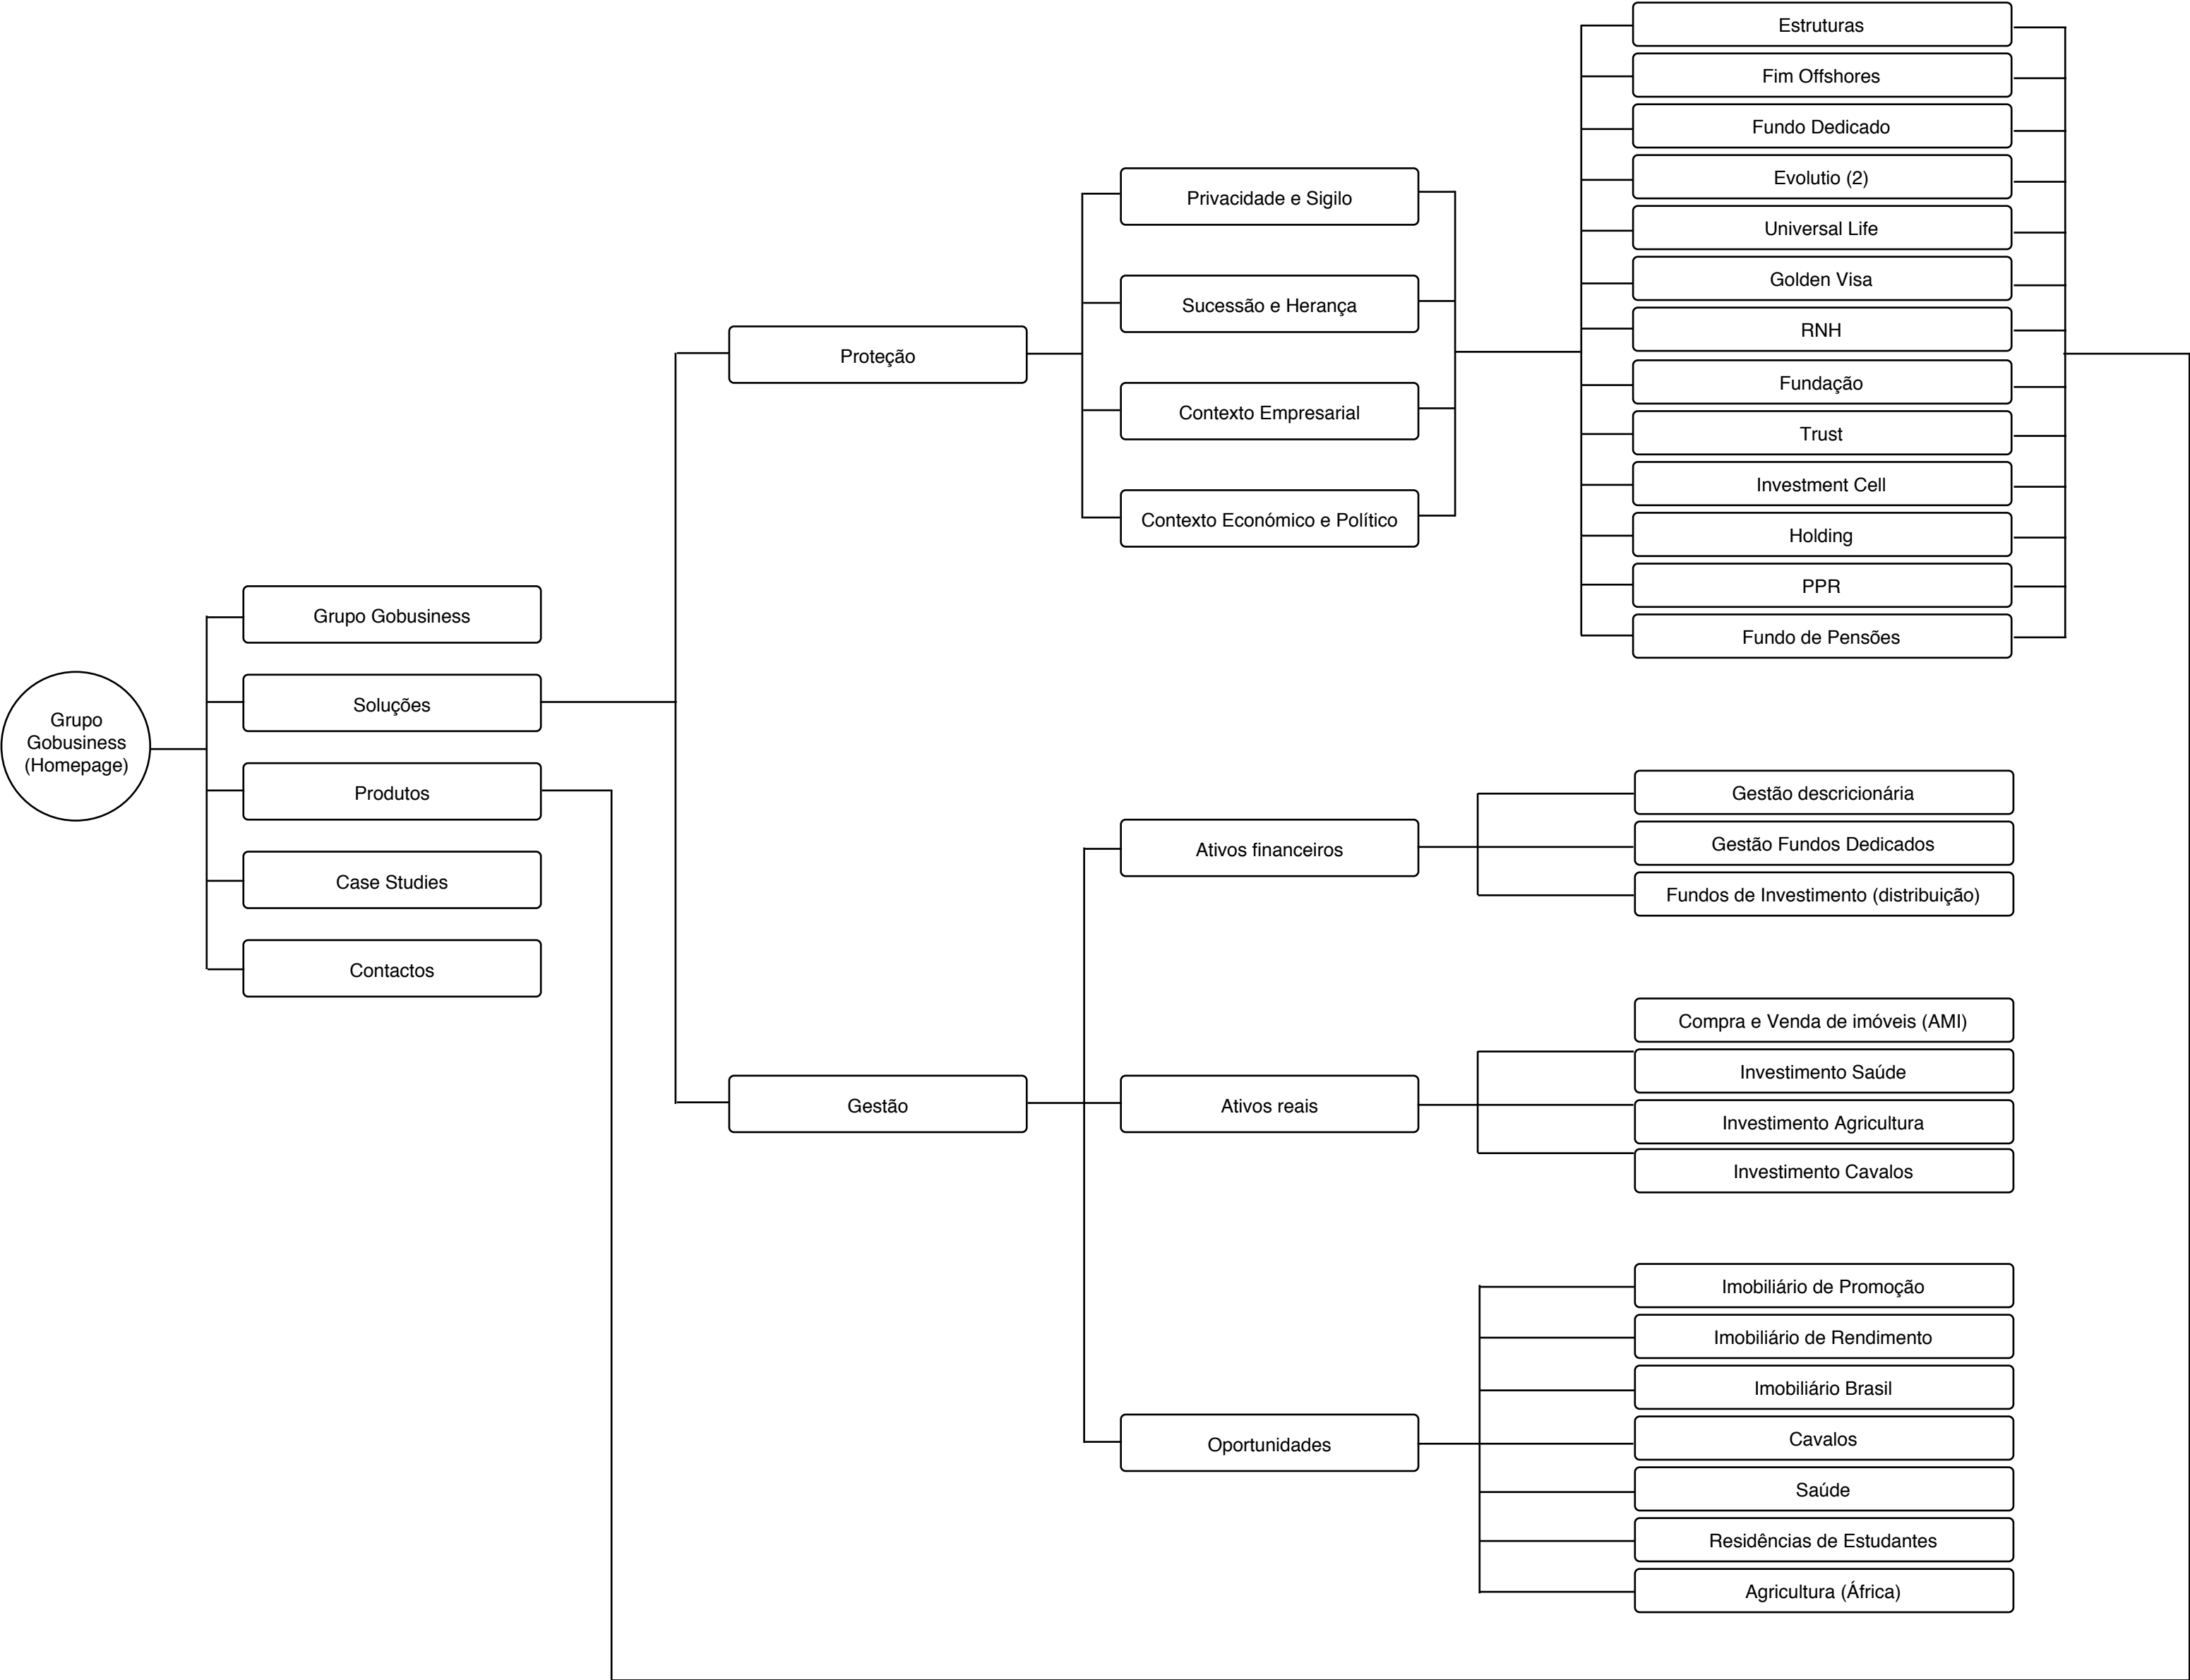 Grupo
Gobusiness
(Homepage)
Grupo Gobusiness
Soluções
Produtos
Case Studies
Contactos
Proteção
Gestão
Privacidade e Sigilo
Sucessão e Herança
Contexto Empresarial
Contexto Económico e Político
Ativos financeiros
Ativos reais
Oportunidades
Estruturas
Fim Offshores
Fundo Dedicado
Evolutio (2)
Universal Life
Golden Visa
RNH
Fundação
Trust
Investment Cell
Holding
PPR
Fundo de Pensões
Gestão descricionária
Gestão Fundos Dedicados
Fundos de Investimento (distribuição)
Compra e Venda de imóveis (AMI)
Investimento Saúde
Investimento Agricultura
Investimento Cavalos
Imobiliário de Promoção
Imobiliário de Rendimento
Imobiliário Brasil
Cavalos
Saúde
Residências de Estudantes
Agricultura (África)